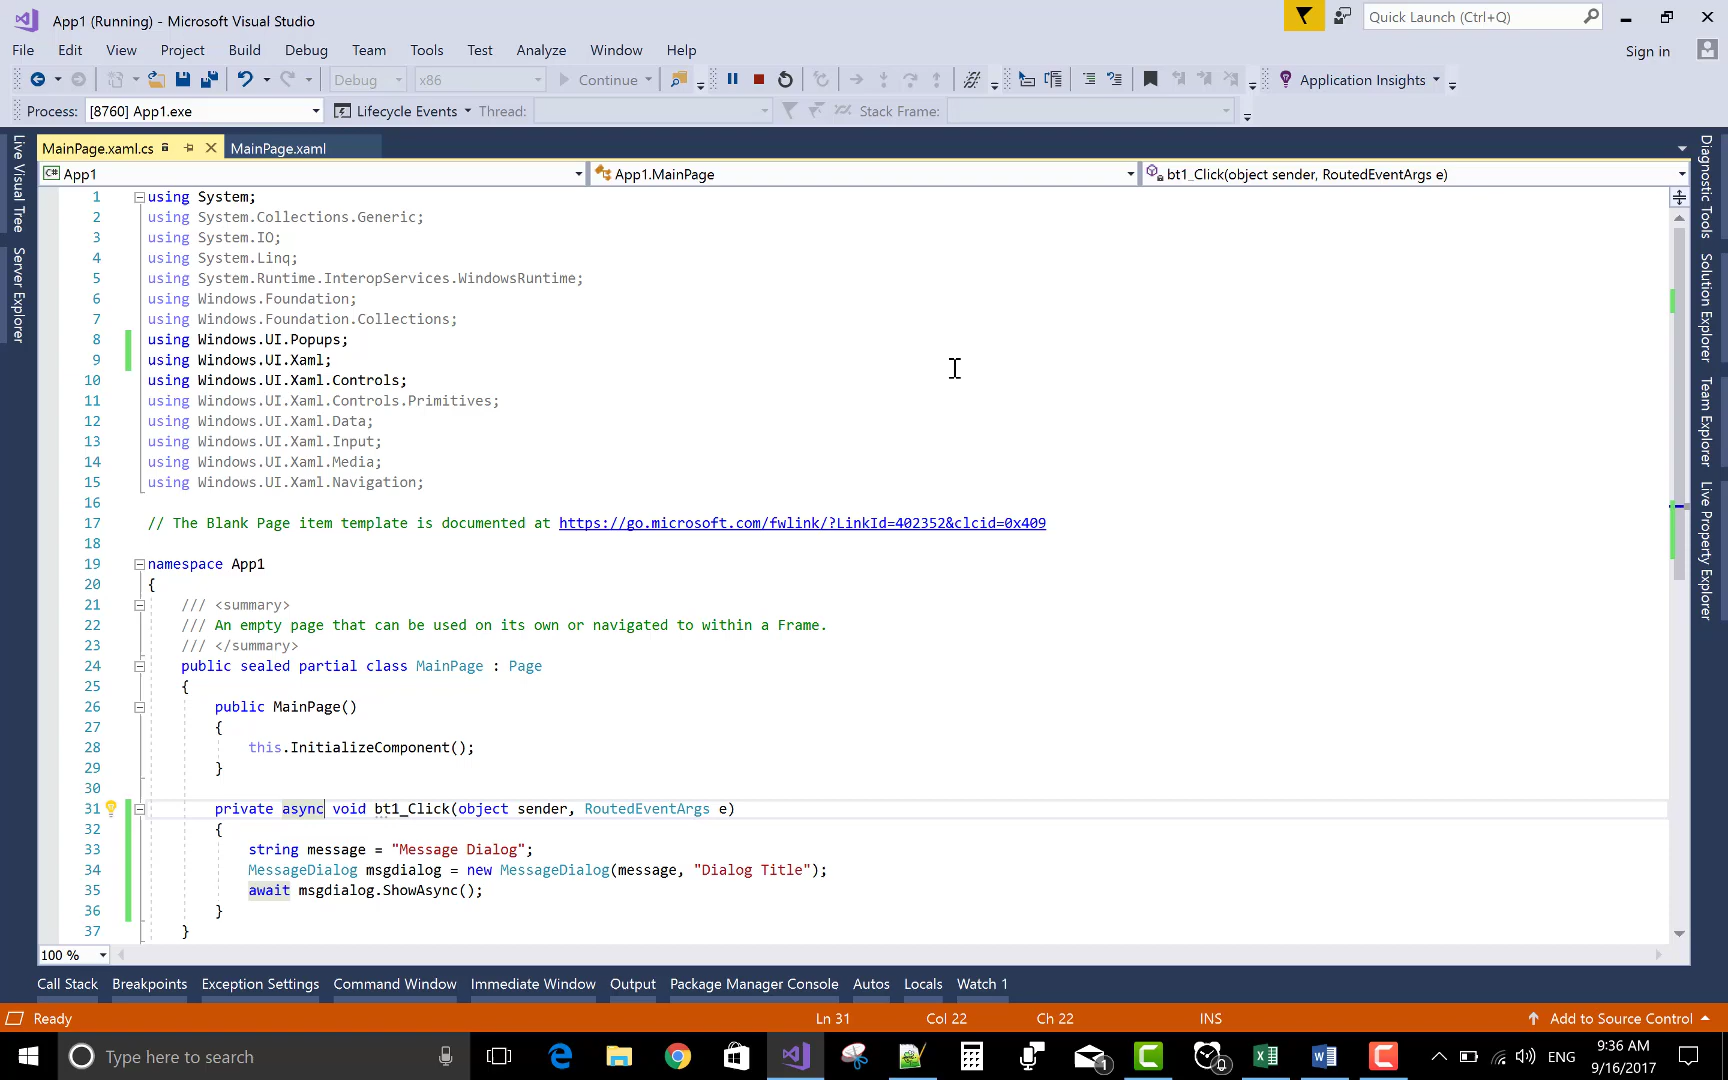 App1 (Running) - Microsoft Visual Studio
Quick Launch (Ctrl+Q)
File Edit View Project Build Debug Team Tools Test Analyze Window Help
Sign in
Debug x86 Continue Application Insights
Process: [8760] App1.exe Lifecycle Events Thread: Stack Frame:
MainPage.xaml.cs MainPage.xaml
App1 App1.MainPage bt1_Click(object sender, RoutedEventArgs e)
Live Visual Tree
Server Explorer
1 using System;
2 using System.Collections.Generic;
3 using System.IO;
4 using System.Linq;
5 using System.Runtime.InteropServices.WindowsRuntime;
6 using Windows.Foundation;
7 using Windows.Foundation.Collections;
8 using Windows.UI.Popups;
9 using Windows.UI.Xaml;
10 using Windows.UI.Xaml.Controls;
11 using Windows.UI.Xaml.Controls.Primitives;
12 using Windows.UI.Xaml.Data;
13 using Windows.UI.Xaml.Input;
14 using Windows.UI.Xaml.Media;
15 using Windows.UI.Xaml.Navigation;
16
17 // The Blank Page item template is documented at https://go.microsoft.com/fwlink/?LinkId=402352&clcid=0x409
18
19 namespace App1
20 {
21 /// <summary>
22 /// An empty page that can be used on its own or navigated to within a Frame.
23 /// </summary>
24 public sealed partial class MainPage : Page
25 {
26 public MainPage()
27 {
28 this.InitializeComponent();
29 }
30
31 private async void bt1_Click(object sender, RoutedEventArgs e)
32 {
33 string message = "Message Dialog";
34 MessageDialog msgdialog = new MessageDialog(message, "Dialog Title");
35 await msgdialog.ShowAsync();
36 }
37 }
Diagnostic Tools
Solution Explorer
Team Explorer
Live Property Explorer
100 %
Call Stack Breakpoints Exception Settings Command Window Immediate Window Output Package Manager Console Autos Locals Watch 1
Ready Ln 31 Col 22 Ch 22 INS Add to Source Control
Type here to search
1
ENG
9:36 AM
9/16/2017